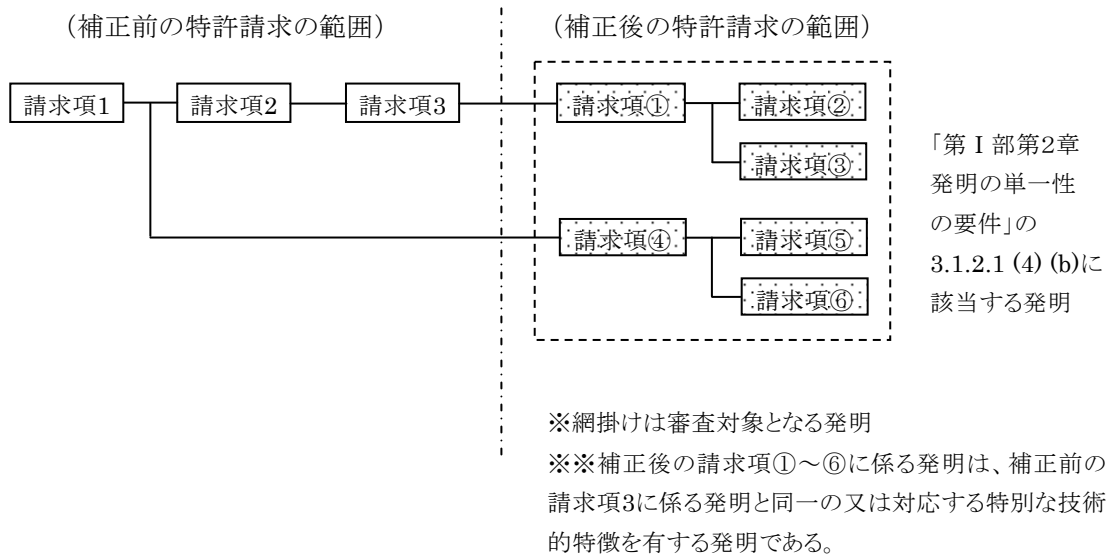 （補正前の特許請求の範囲）
（補正後の特許請求の範囲）
請求項1
請求項2
請求項3
請求項①
請求項②
請求項③
請求項④
請求項⑤
請求項⑥
「第Ⅰ部第2章
発明の単一性
の要件」の
3.1.2.1 (4) (b)に
該当する発明
※網掛けは審査対象となる発明
※※補正後の請求項①～⑥に係る発明は、補正前の
請求項3に係る発明と同一の又は対応する特別な技術
的特徴を有する発明である。